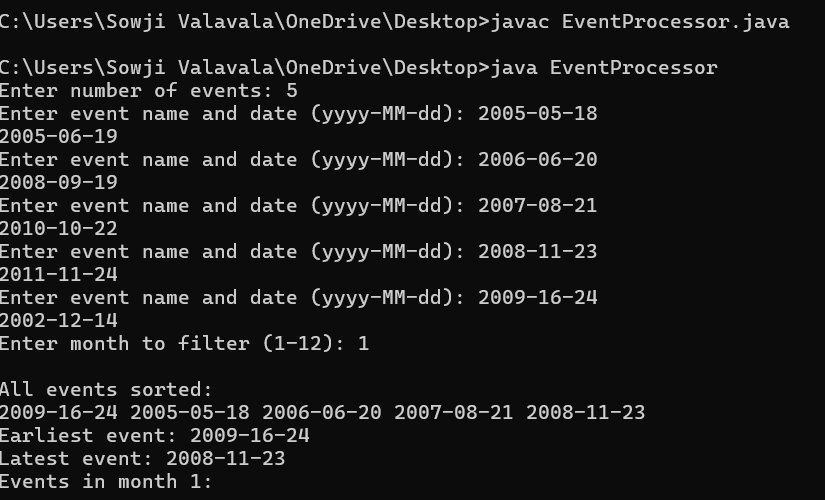 C:\Users\Sowji Valavala\OneDrive\Desktop>javac EventProcessor.java
C:\Users\Sowji Valavala\OneDrive\Desktop>java EventProcessor
Enter number of events: 5
Enter event name and date (yyyy-MM-dd): 2005-05-18
2005-06-19
Enter event name and date (yyyy-MM-dd): 2006-06-20
2008-09-19
Enter event name and date (yyyy-MM-dd): 2007-08-21
2010-10-22
Enter event name and date (yyyy-MM-dd): 2008-11-23
2011-11-24
Enter event name and date (yyyy-MM-dd): 2009-16-24
2002-12-14
Enter month to filter (1-12): 1
All events sorted:
2009-16-24 2005-05-18 2006-06-20 2007-08-21 2008-11-23
Earliest event: 2009-16-24
Latest event: 2008-11-23
Events in month 1: